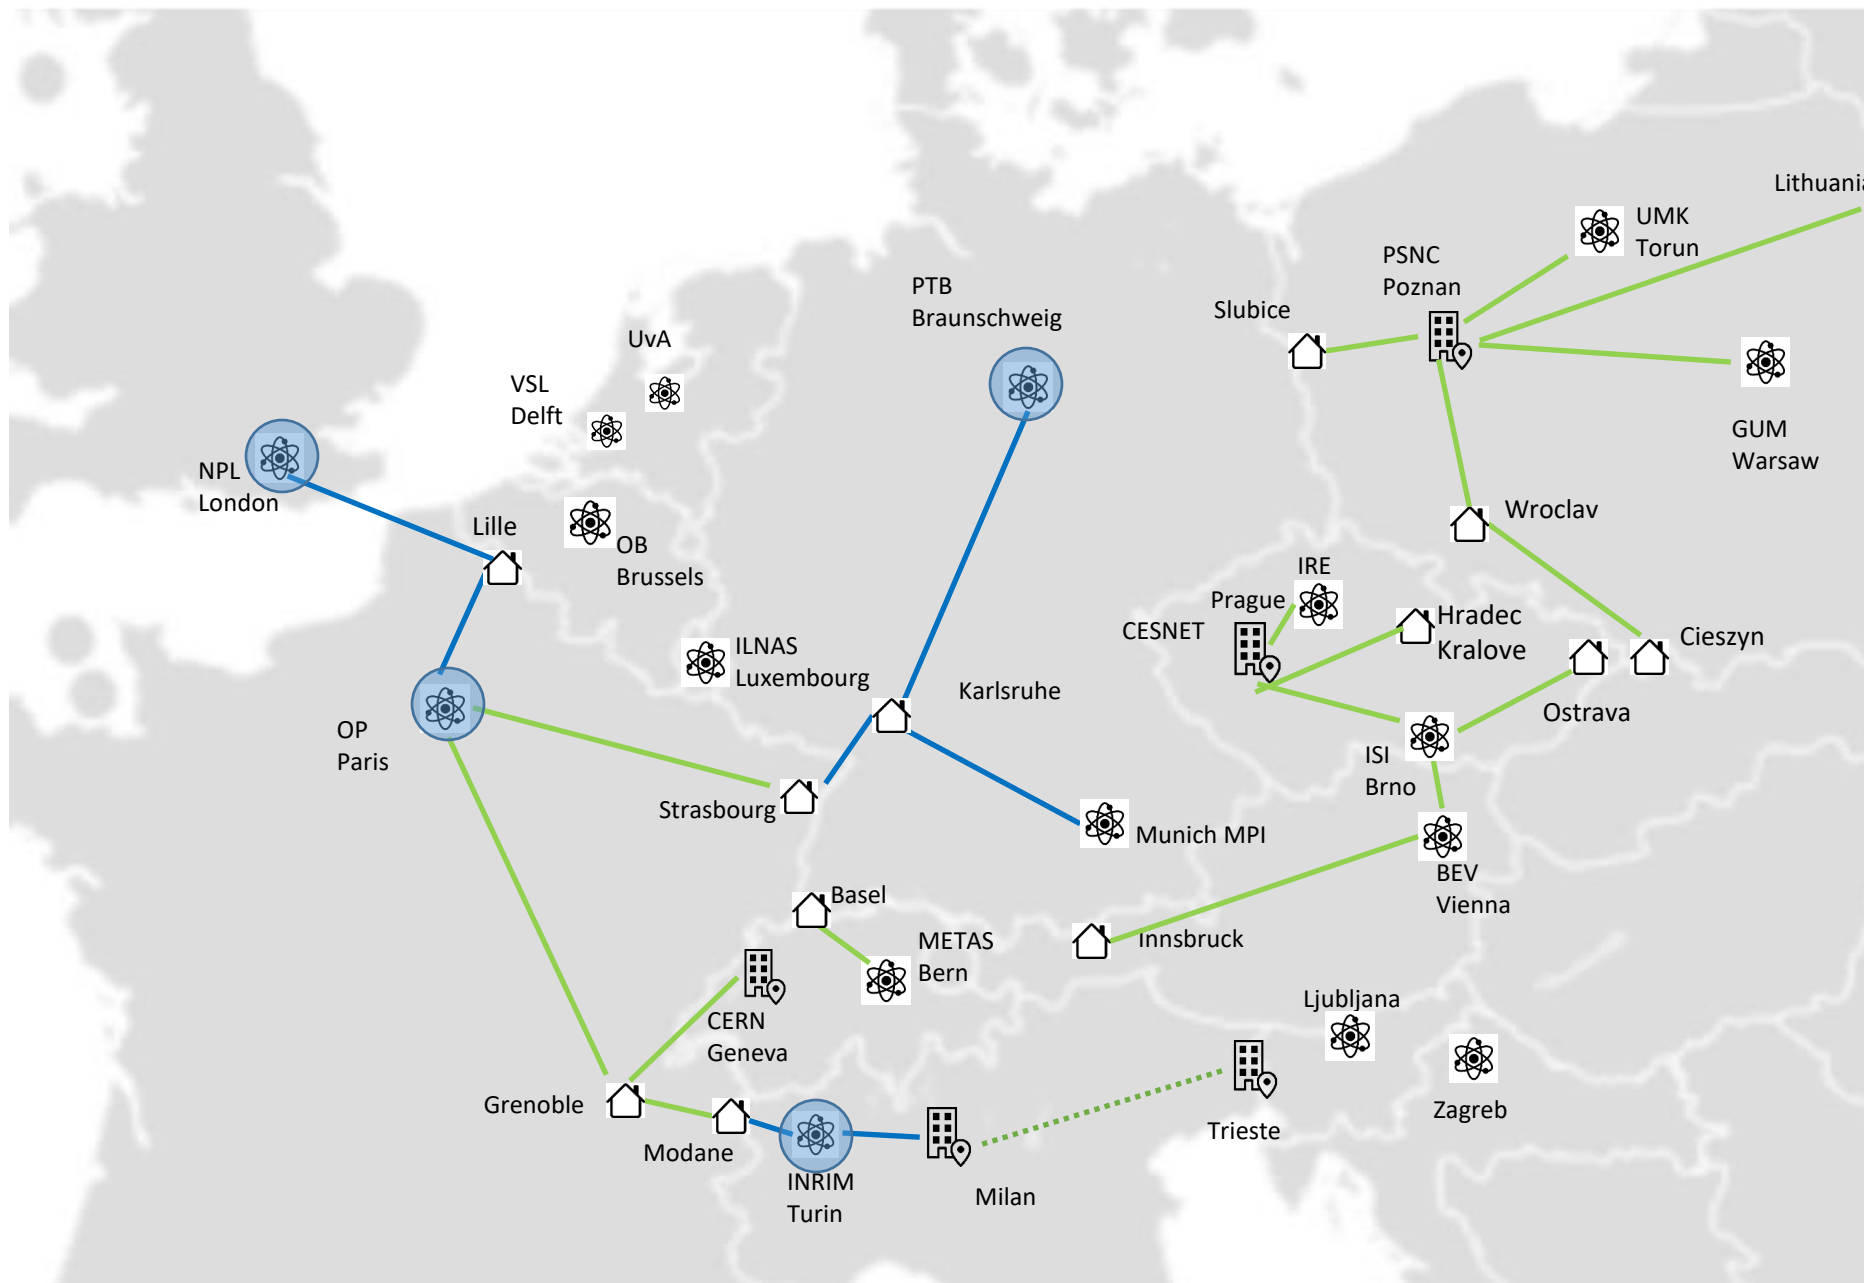 Lithuania
UMK
Torun
PSNC
Poznan
PTB
Braunschweig
Slubice
UvA
VSL
Delft
GUM
Warsaw
NPL
London
Lille
OB
Brussels
Wroclav
IRE
Prague
CESNET
Hradec
Kralove
Cieszyn
ILNAS
Luxembourg
Karlsruhe
Ostrava
OP
Paris
ISI
Brno
Strasbourg
Munich MPI
BEV
Vienna
Basel
METAS
Bern
Innsbruck
Ljubljana
CERN
Geneva
Grenoble
Zagreb
Trieste
Modane
INRIM
Turin
Milan